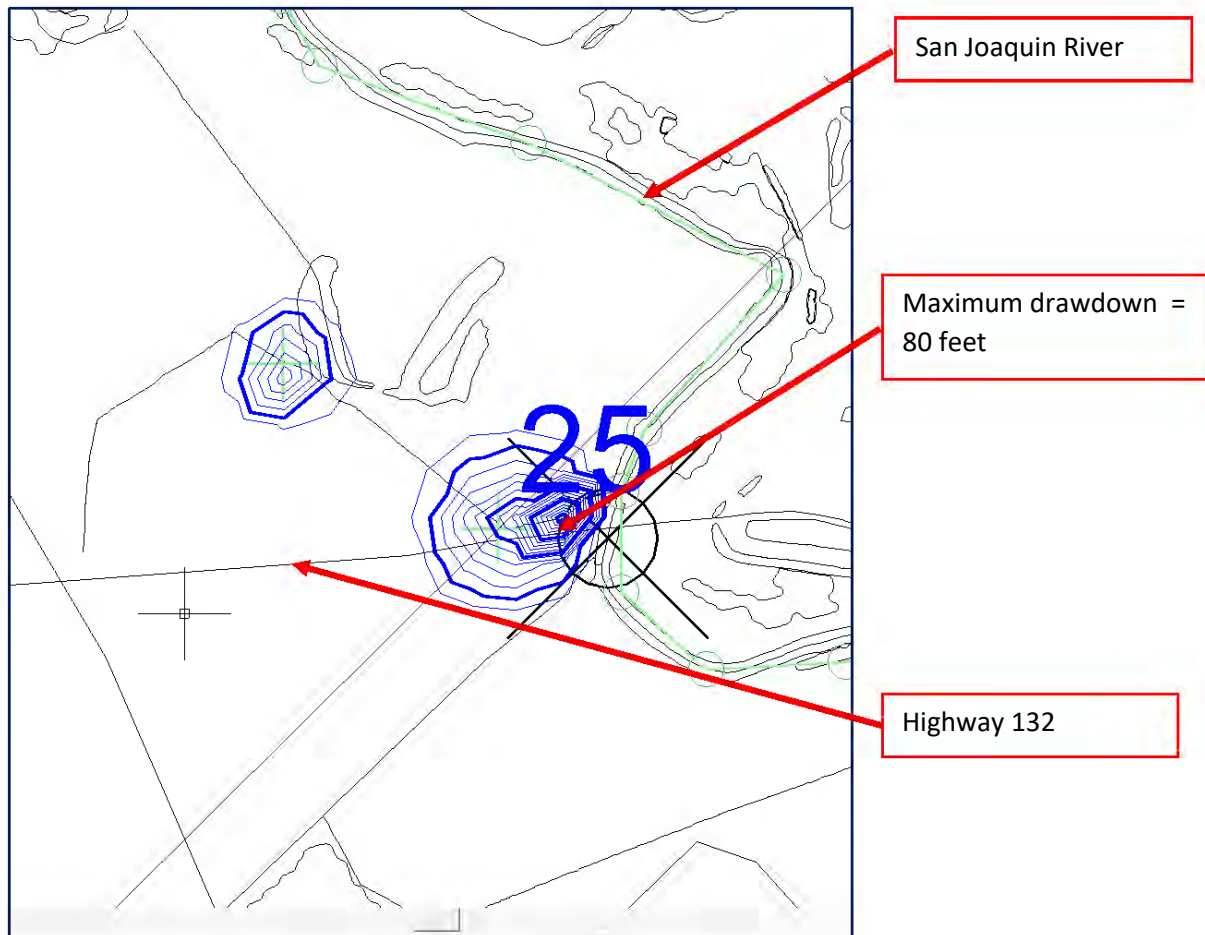 San Joaquin River
Maximum drawdown =
80 feet
25
Highway 132